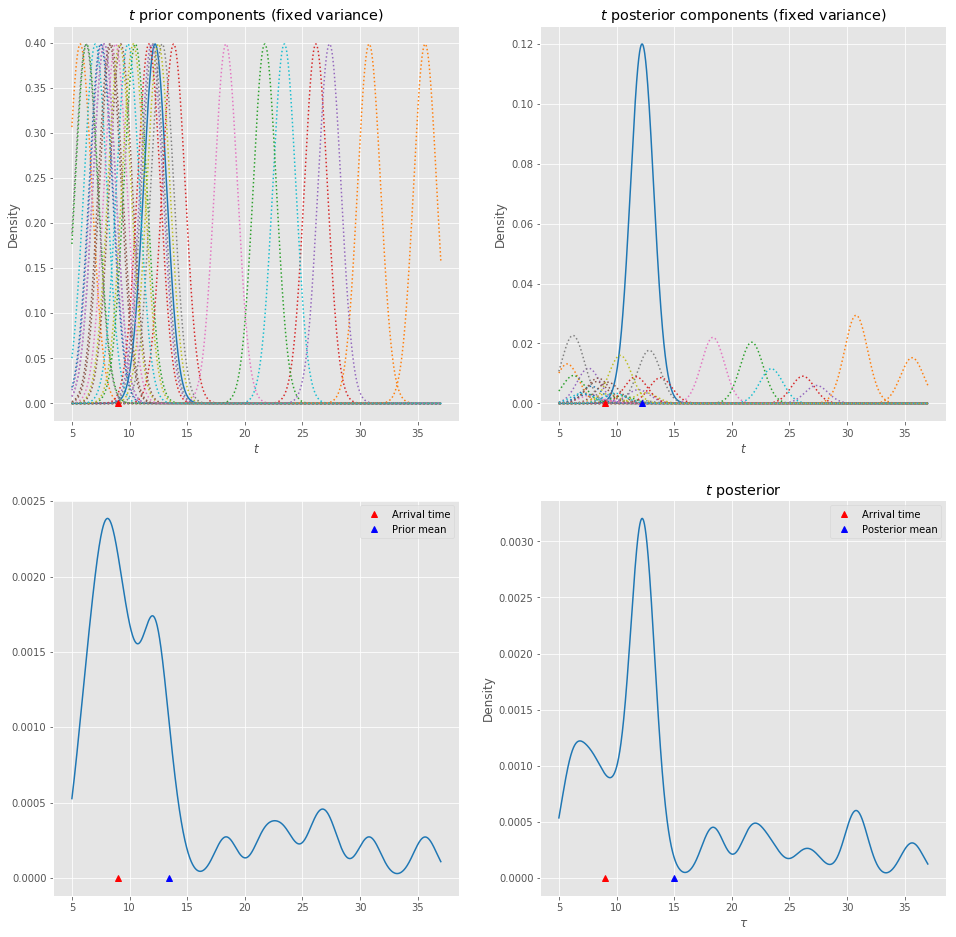 t prior components (fixed variance)
Density
0.40
0.35
0.30
0.25
0.20
0.15
0.10
0.05
0.00
5 10 15 20 25 30 35
t
t posterior components (fixed variance)
Density
0.12
0.10
0.08
0.06
0.04
0.02
0.00
5 10 15 20 25 30 35
t
0.0025
0.0020
0.0015
0.0010
0.0005
0.0000
Arrival time
Prior mean
5 10 15 20 25 30 35
t posterior
Density
0.0030
0.0025
0.0020
0.0015
0.0010
0.0005
0.0000
Arrival time
Posterior mean
5 10 15 20 25 30 35
τ